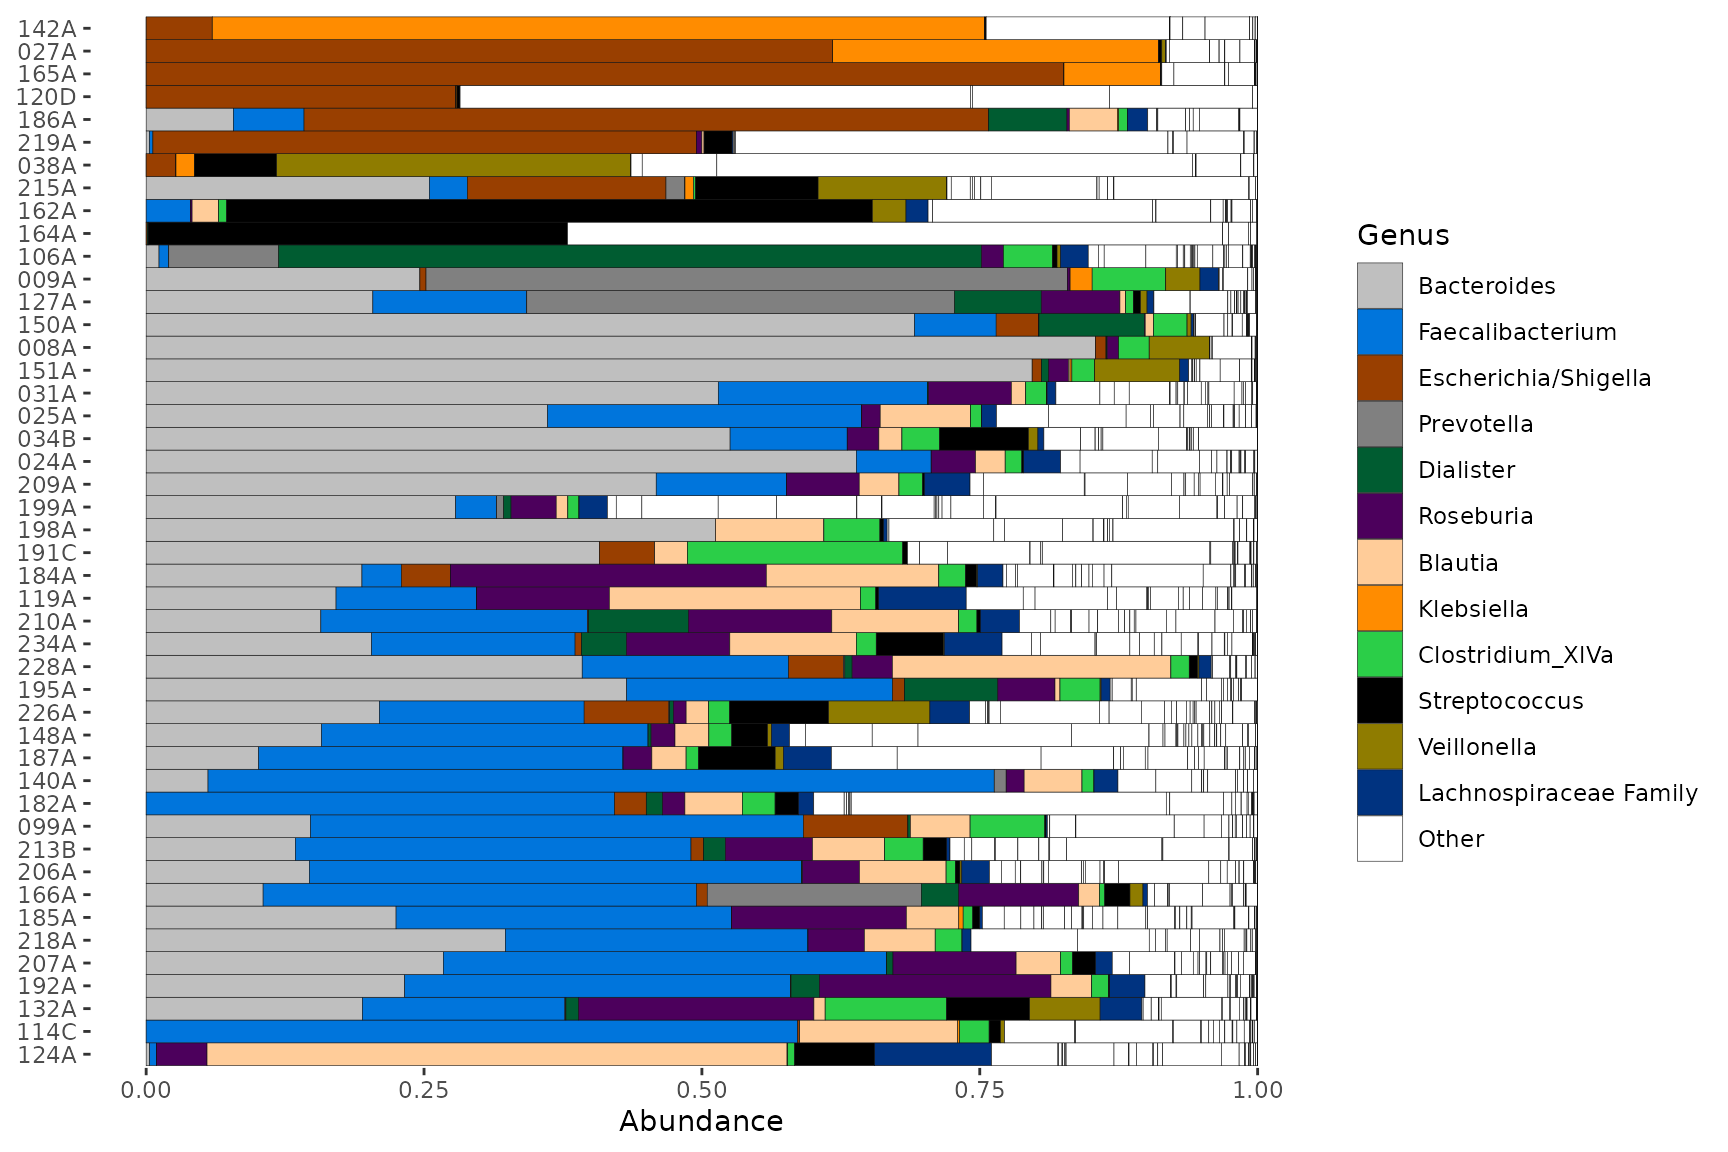 142A
027A
165A
120D
186A
219A
038A
215A
162A
164A
106A
009A
127A
150A
008A
151A
031A
025A
034B
024A
209A
199A
198A
191C
184A
119A
210A
234A
228A
195A
226A
148A
187A
140A
182A
099A
213B
206A
166A
185A
218A
207A
192A
132A
114C
124A
0.00 0.25 0.50 0.75 1.00
Abundance
Genus
Bacteroides
Faecalibacterium
Escherichia/Shigella
Prevotella
Dialister
Roseburia
Blautia
Klebsiella
Clostridium_XIVa
Streptococcus
Veillonella
Lachnospiraceae Family
Other